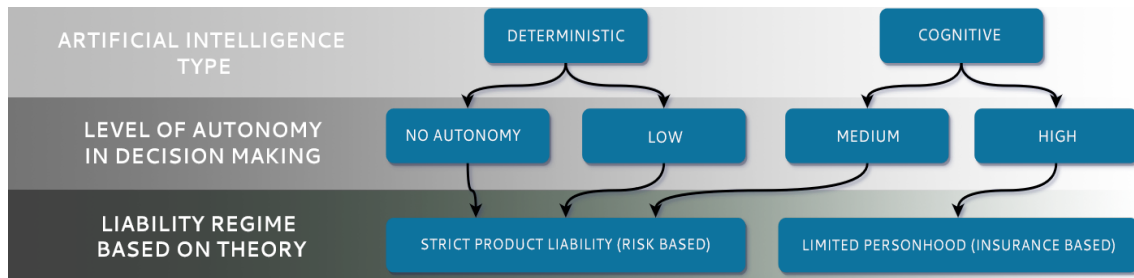 ARTIFICIAL INTELLIGENCE
TYPE
DETERMINISTIC
COGNITIVE
LEVEL OF AUTONOMY
IN DECISION MAKING
NO AUTONOMY
LOW
MEDIUM
HIGH
LIABILITY REGIME
BASED ON THEORY
STRICT PRODUCT LIABILITY (RISK BASED)
LIMITED PERSONHOOD (INSURANCE BASED)